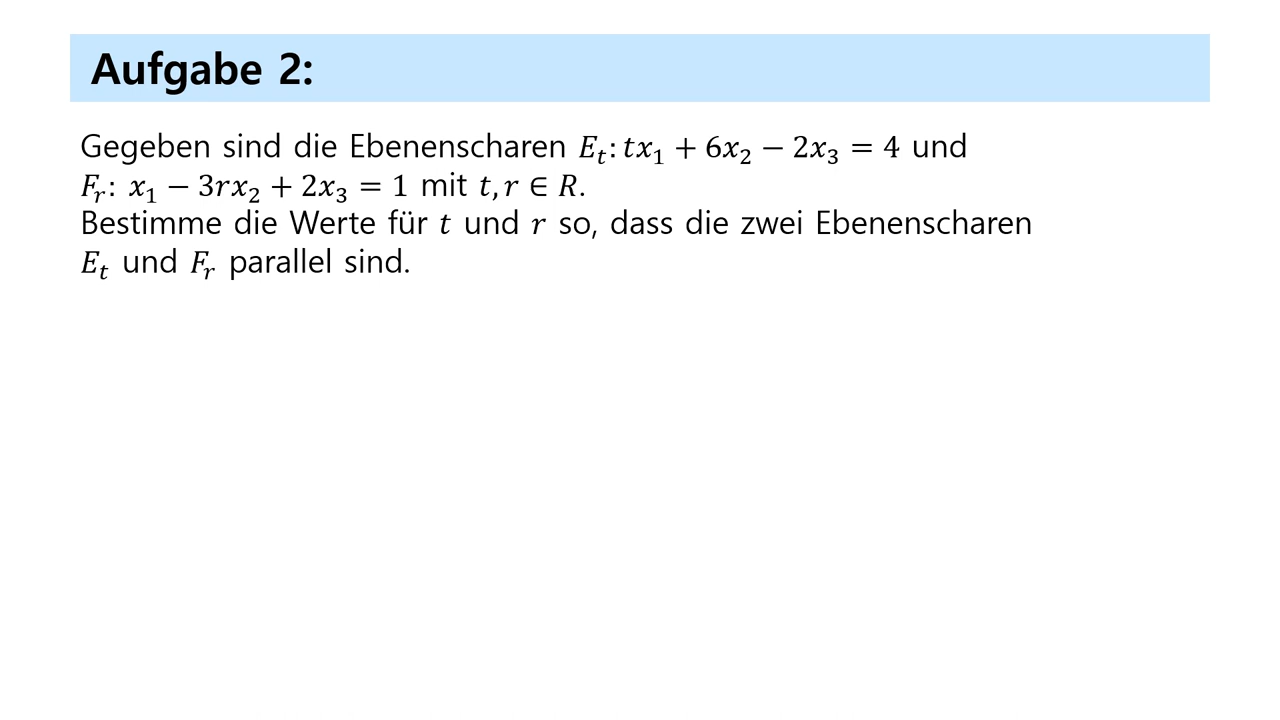 Aufgabe 2:
Gegeben sind die Ebenenscharen $E_t: tx_1 + 6x_2 - 2x_3 = 4$ und
$F_r: x_1 - 3rx_2 + 2x_3 = 1$ mit $t, r \in R$.
Bestimme die Werte für $t$ und $r$ so, dass die zwei Ebenenscharen
$E_t$ und $F_r$ parallel sind.